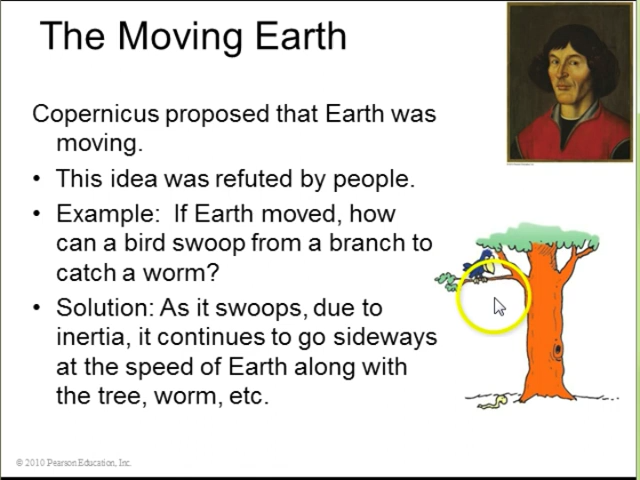 The Moving Earth
Copernicus proposed that Earth was
moving.
• This idea was refuted by people.
• Example:  If Earth moved, how
can a bird swoop from a branch to
catch a worm?
• Solution: As it swoops, due to
inertia, it continues to go sideways
at the speed of Earth along with
the tree, worm, etc.
© 2010 Pearson Education, Inc.